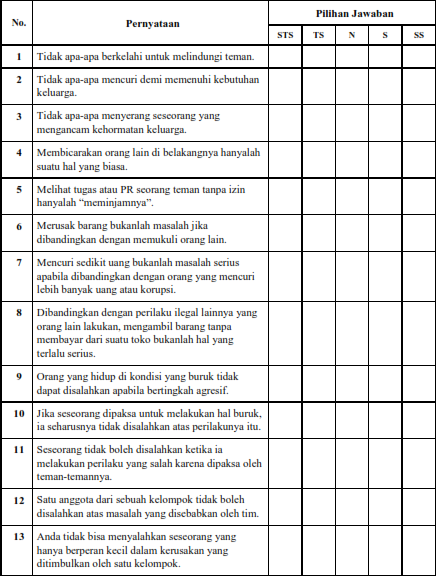 No. Pernyataan Pilihan Jawaban
STS TS N S SS
1 Tidak apa-apa berkelahi untuk melindungi teman.
2 Tidak apa-apa mencuri demi memenuhi kebutuhan
keluarga.
3 Tidak apa-apa menyerang seseorang yang
mengancam kehormatan keluarga.
4 Membicarakan orang lain di belakangnya hanyalah
suatu hal yang biasa.
5 Melihat tugas atau PR seorang teman tanpa izin
hanyalah “meminjamnya”.
6 Merusak barang bukanlah masalah jika
dibandingkan dengan memukuli orang lain.
7 Mencuri sedikit uang bukanlah masalah serius
apabila dibandingkan dengan orang yang mencuri
lebih banyak uang atau korupsi.
8 Dibandingkan dengan perilaku ilegal lainnya yang
orang lain lakukan, mengambil barang tanpa
membayar dari suatu toko bukanlah hal yang
terlalu serius.
9 Orang yang hidup di kondisi yang buruk tidak
dapat disalahkan apabila bertingkah agresif.
10 Jika seseorang dipaksa untuk melakukan hal buruk,
ia seharusnya tidak disalahkan atas perilakunya itu.
11 Seseorang tidak boleh disalahkan ketika ia
melakukan perilaku yang salah karena dipaksa oleh
teman-temannya.
12 Satu anggota dari sebuah kelompok tidak boleh
disalahkan atas masalah yang disebabkan oleh tim.
13 Anda tidak bisa menyalahkan seseorang yang
hanya berperan kecil dalam kerusakan yang
ditimbulkan oleh satu kelompok.